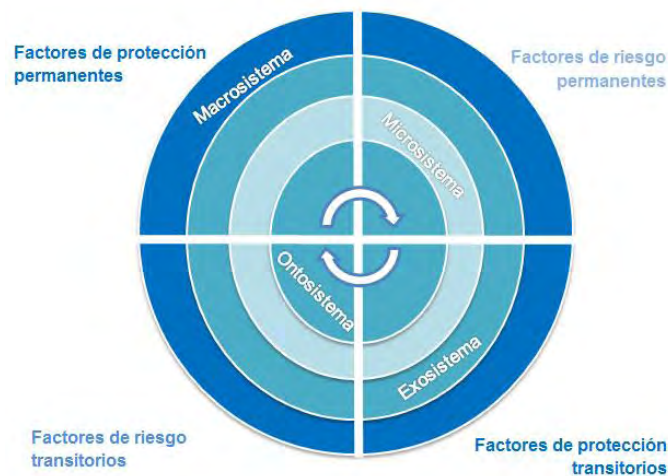 Factores de protección
permanentes
Factores de riesgo
permanentes
Macrosistema
Microsistema
Ontosistema
Exosistema
Factores de riesgo
transitorios
Factores de protección
transitorios